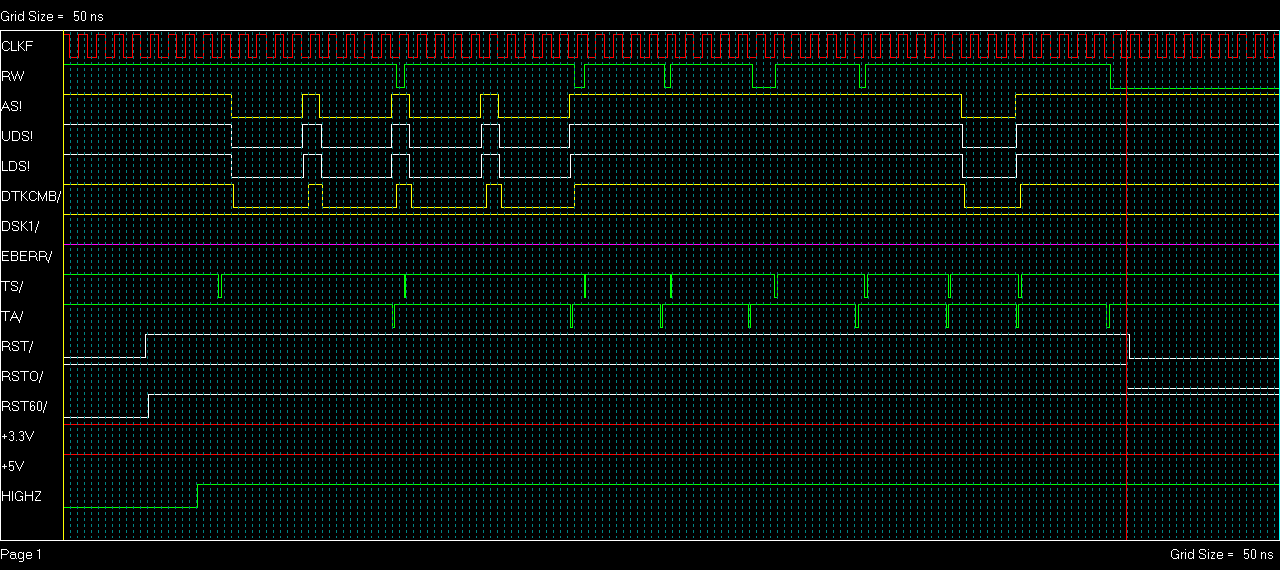 Grid Size = 50 ns
CLKF
RW
AS!
UDS!
LDS!
DTKCMB/
DSK1/
EBERR/
TS/
TA/
RST/
RSTO/
RST60/
+3.3V
+5V
HIGHZ
Page 1
Grid Size = 50 ns